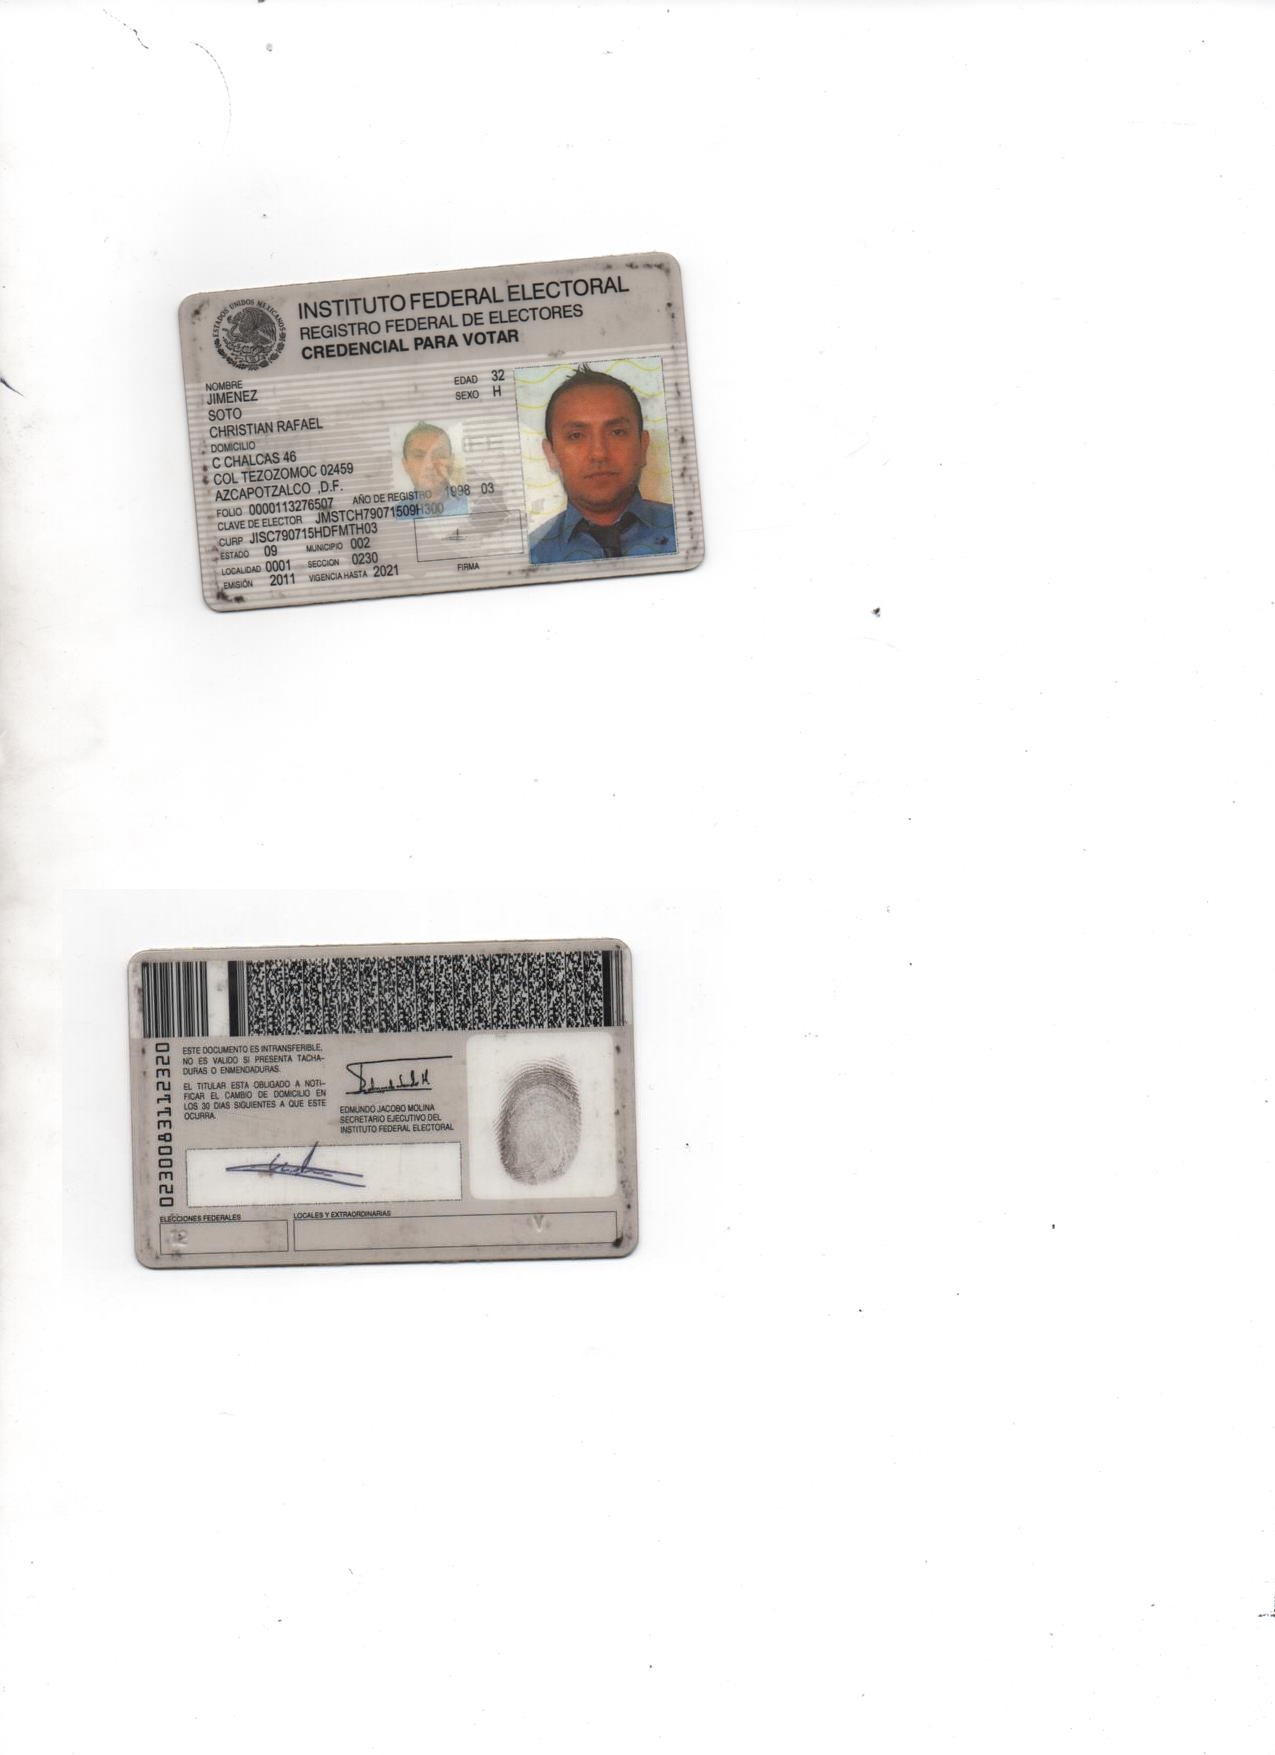 ESTADOS UNIDOS MEXICANOS
INSTITUTO FEDERAL ELECTORAL
REGISTRO FEDERAL DE ELECTORES
CREDENCIAL PARA VOTAR
NOMBRE
JIMENEZ
SOTO
CHRISTIAN RAFAEL
EDAD 32
SEXO H
DOMICILIO
C CHALCAS 46
COL TEZOZOMOC 02459
AZCAPOTZALCO ,D.F.
FOLIO 0000113276507 AÑO DE REGISTRO 1998 03
CLAVE DE ELECTOR JMSTCH79071509H300
CURP JISC790715HDFMTH03
ESTADO 09 MUNICIPIO 002
LOCALIDAD 0001 SECCION 0230
EMISIÓN 2011 VIGENCIA HASTA 2021
FIRMA
ESTE DOCUMENTO ES INTRANSFERIBLE,
NO ES VALIDO SI PRESENTA TACHA-
DURAS O ENMENDADURAS.
EL TITULAR ESTA OBLIGADO A NOTI-
FICAR EL CAMBIO DE DOMICILIO EN
LOS 30 DIAS SIGUIENTES A QUE ESTE
OCURRA.
EDMUNDO JACOBO MOLINA
SECRETARIO EJECUTIVO DEL
INSTITUTO FEDERAL ELECTORAL
ELECCIONES FEDERALES
LOCALES Y EXTRAORDINARIAS